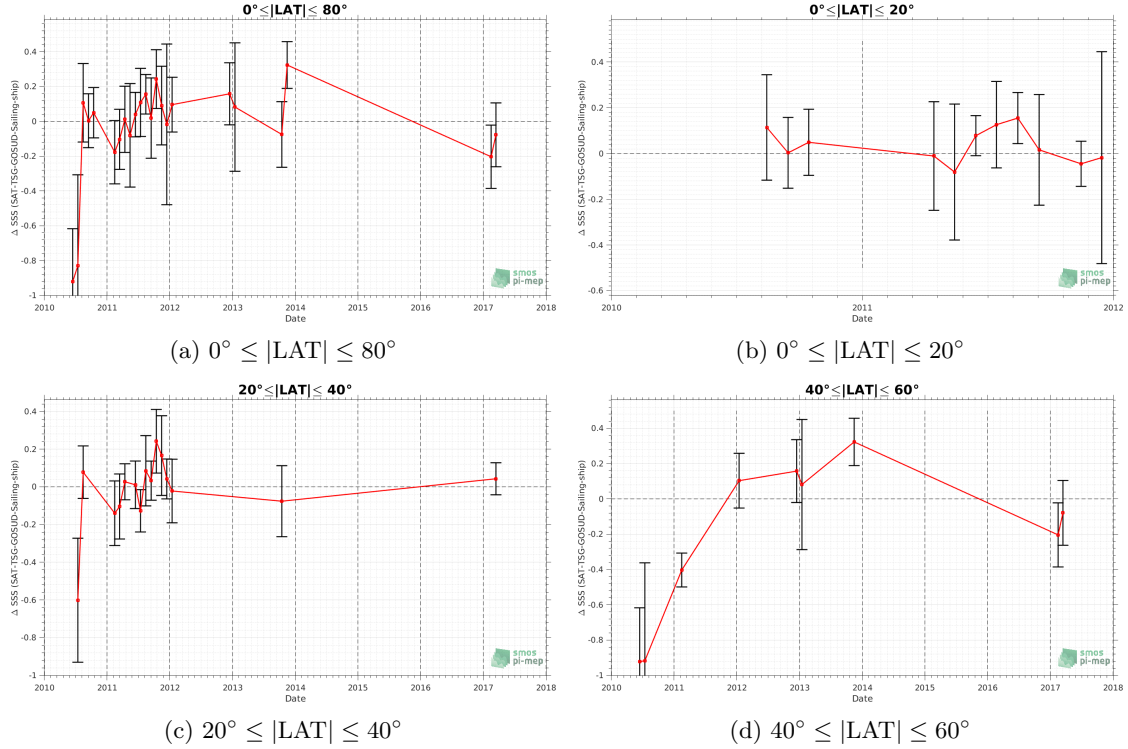 0°≤|LAT|≤ 80°
Δ SSS (SAT-TSG-GOSUD-Sailing-ship)
0.4
0.2
0
-0.2
-0.4
-0.6
-0.8
-1
2010
2011
2012
2013
2014
2015
2016
2017
2018
Date
smos
pi-mep
(a) 0° ≤ |LAT| ≤ 80°
0°≤|LAT|≤ 20°
Δ SSS (SAT-TSG-GOSUD-Sailing-ship)
0.4
0.2
0
-0.2
-0.4
-0.6
2010
2011
2012
Date
smos
pi-mep
(b) 0° ≤ |LAT| ≤ 20°
20°≤|LAT|≤ 40°
Δ SSS (SAT-TSG-GOSUD-Sailing-ship)
0.4
0.2
0
-0.2
-0.4
-0.6
-0.8
-1
2010
2011
2012
2013
2014
2015
2016
2017
2018
Date
smos
pi-mep
(c) 20° ≤ |LAT| ≤ 40°
40°≤|LAT|≤ 60°
Δ SSS (SAT-TSG-GOSUD-Sailing-ship)
0.4
0.2
0
-0.2
-0.4
-0.6
-0.8
-1
2010
2011
2012
2013
2014
2015
2016
2017
2018
Date
smos
pi-mep
(d) 40° ≤ |LAT| ≤ 60°